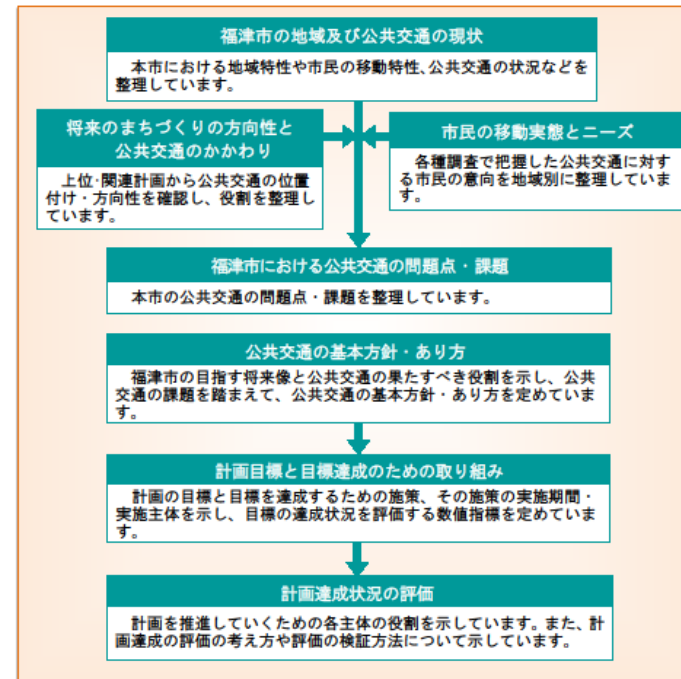 福津市の地域及び公共交通の現状
本市における地域特性や市民の移動特性、公共交通の状況などを
整理しています。
将来のまちづくりの方向性と
公共交通のかかわり
上位・関連計画から公共交通の位置
付け・方向性を確認し、役割を整理し
ています。
市民の移動実態とニーズ
各種調査で把握した公共交通に対す
る市民の意向を地域別に整理していま
す。
福津市における公共交通の問題点・課題
本市の公共交通の問題点・課題を整理しています。
公共交通の基本方針・あり方
福津市の目指す将来像と公共交通の果たすべき役割を示し、公共
交通の課題を踏まえて、公共交通の基本方針・あり方を定めていま
す。
計画目標と目標達成のための取り組み
計画の目標と目標を達成するための施策、その施策の実施期間・
実施主体を示し、目標の達成状況を評価する数値指標を定めていま
す。
計画達成状況の評価
計画を推進していくための各主体の役割を示しています。また、計
画達成の評価の考え方や評価の検証方法について示しています。